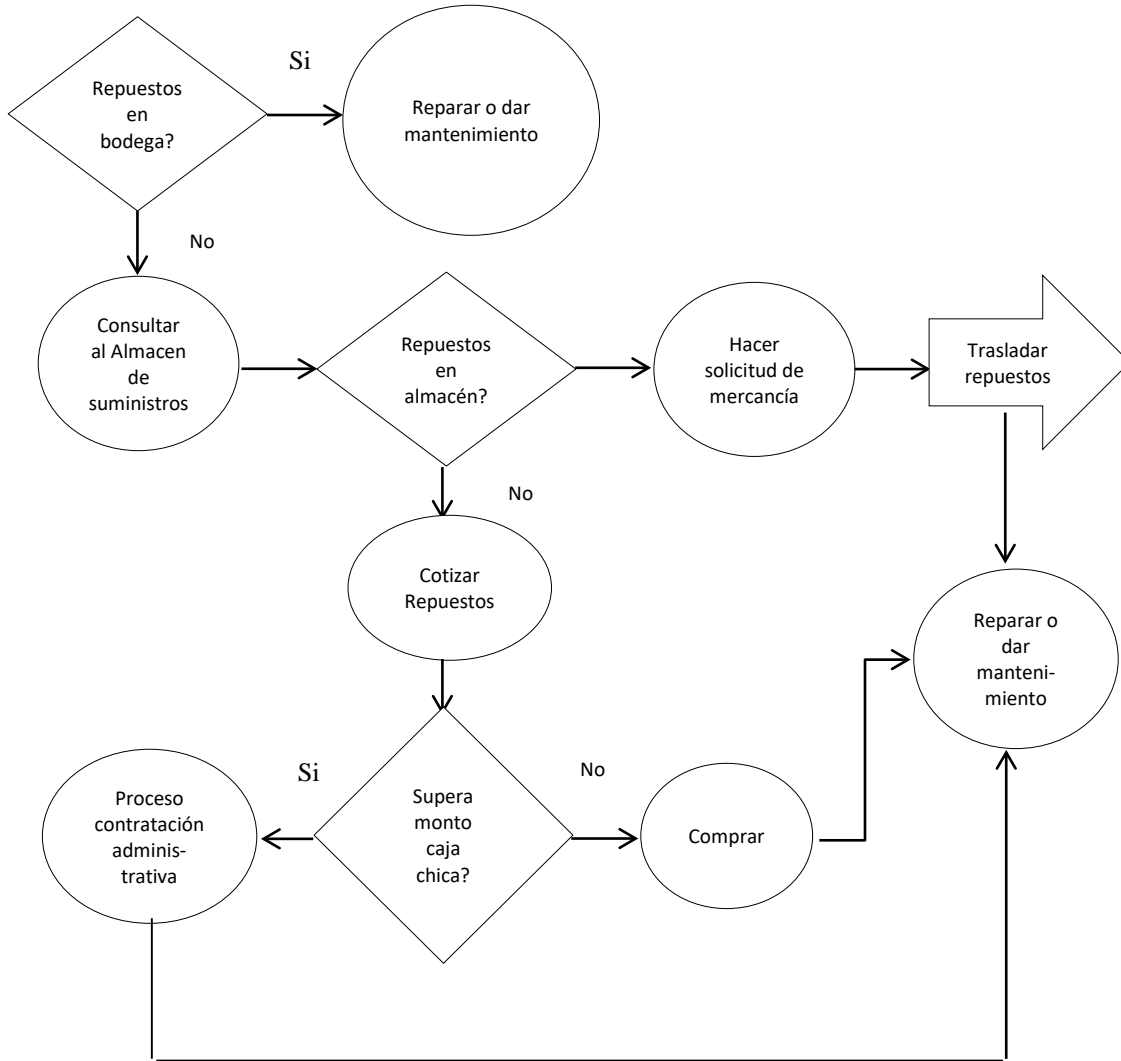 Repuestos
en
bodega?
Si
Reparar o dar
mantenimiento
No
Consultar
al Almacen
de
suministros
Repuestos
en
almacén?
Hacer
solicitud de
mercancía
Trasladar
repuestos
No
Cotizar
Repuestos
Reparar o
dar
manteni-
miento
Proceso
contratación
adminis-
trativa
Si
Supera
monto
caja
chica?
No
Comprar